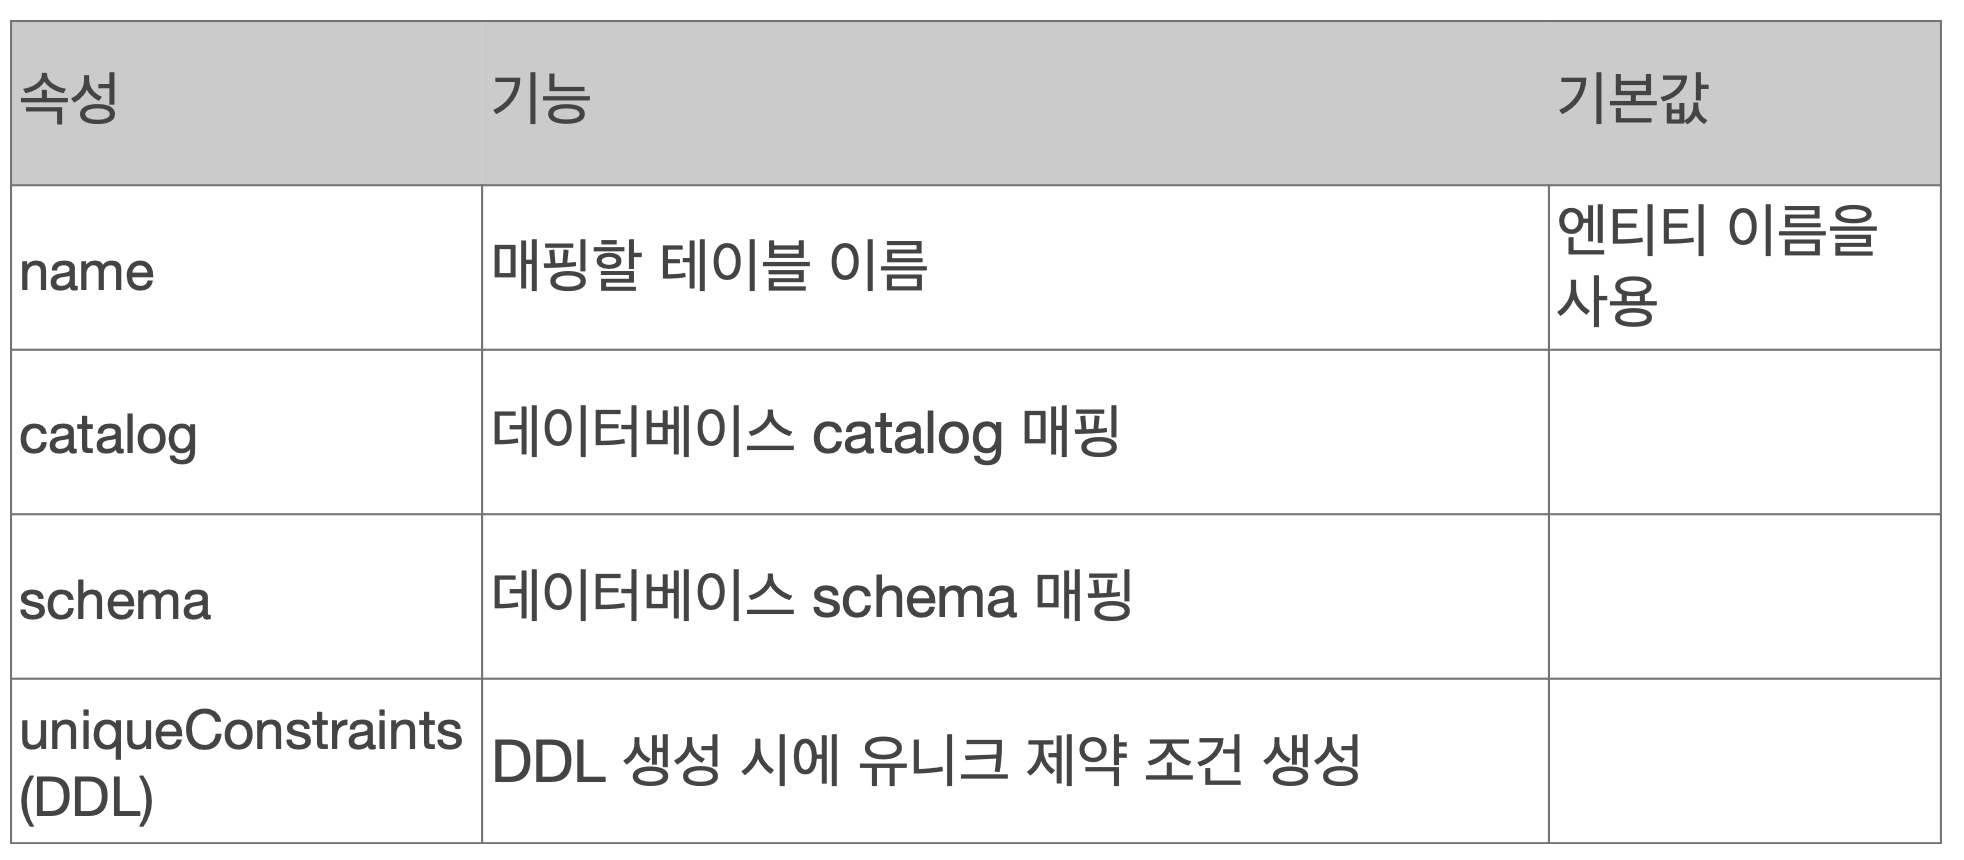 속성 기능 기본값
name 매핑할 테이블 이름 엔티티 이름을
사용
catalog 데이터베이스 catalog 매핑
schema 데이터베이스 schema 매핑
uniqueConstraints
(DDL) DDL 생성 시에 유니크 제약 조건 생성